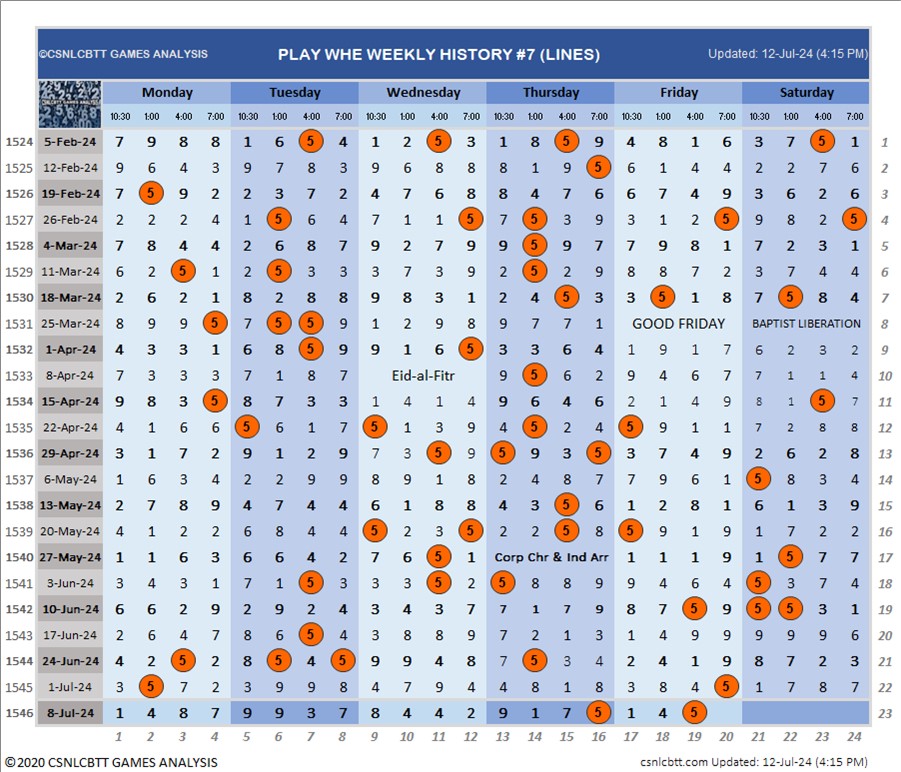 ©CSNLCBTT GAMES ANALYSIS PLAY WHE WEEKLY HISTORY #7 (LINES) Updated: 12-Jul-24 (4:15 PM)
CSNLCBTT GAMES ANALYSIS Monday Tuesday Wednesday Thursday Friday Saturday
10:30 1:00 4:00 7:00 10:30 1:00 4:00 7:00 10:30 1:00 4:00 7:00 10:30 1:00 4:00 7:00 10:30 1:00 4:00 7:00 10:30 1:00 4:00 7:00
1524 5-Feb-24 7 9 8 8 1 6 5 4 1 2 5 3 1 8 5 9 4 8 1 6 3 7 5 1 1
1525 12-Feb-24 9 6 4 3 9 7 8 3 9 6 8 8 8 1 9 5 6 1 4 4 2 2 7 3 2
1526 19-Feb-24 7 5 9 2 2 3 7 2 4 7 6 8 8 4 7 6 6 7 4 9 3 6 2 6 3
1527 26-Feb-24 2 2 2 4 1 5 6 4 7 1 1 5 7 5 3 9 3 1 2 5 9 8 2 5 4
1528 4-Mar-24 7 8 4 4 2 6 8 7 9 2 7 9 9 5 9 7 7 9 8 1 7 2 3 1 5
1529 11-Mar-24 6 2 5 1 2 5 3 3 3 7 3 9 2 5 2 9 8 8 7 2 3 7 4 4 6
1530 18-Mar-24 2 6 2 1 8 2 8 8 9 8 3 1 2 4 5 3 3 5 1 8 7 5 8 4 7
1531 25-Mar-24 8 9 9 5 7 5 5 9 1 2 9 8 9 7 7 1 GOOD FRIDAY BAPTIST LIBERATION 8
1532 1-Apr-24 4 3 3 1 6 8 5 9 9 1 6 5 3 3 6 4 1 9 1 7 6 2 3 2 9
1533 8-Apr-24 7 3 3 3 7 1 8 7 Eid-al-Fitr 9 5 6 2 9 4 6 7 7 1 1 4 10
1534 15-Apr-24 9 8 3 5 8 7 3 3 1 4 1 4 9 6 4 6 2 1 4 9 8 1 5 7 11
1535 22-Apr-24 4 1 6 6 5 6 1 7 5 1 3 9 4 5 2 4 5 9 1 1 7 2 8 8 12
1536 29-Apr-24 3 1 7 2 9 1 2 9 7 3 5 9 5 9 3 5 3 7 4 9 2 6 2 8 13
1537 6-May-24 1 6 3 4 2 2 9 9 8 9 1 8 2 4 8 7 7 9 6 1 5 8 3 4 14
1538 13-May-24 2 7 8 9 4 7 4 4 6 1 8 8 4 3 5 6 1 2 8 1 6 1 3 9 15
1539 20-May-24 4 1 2 2 6 8 4 4 5 2 3 5 2 2 5 8 5 9 1 9 1 7 2 2 16
1540 27-May-24 1 1 6 3 6 6 4 2 7 6 5 1 Corp Chr & Ind Arr 1 1 1 9 1 5 7 7 17
1541 3-Jun-24 3 4 3 1 7 1 5 3 3 3 5 2 5 8 8 9 9 4 6 4 5 3 7 4 18
1542 10-Jun-24 6 6 2 9 2 9 2 4 3 4 3 7 7 1 7 9 8 7 5 9 5 5 3 1 19
1543 17-Jun-24 2 6 4 7 8 6 5 4 3 8 8 9 7 2 1 3 1 4 9 9 9 9 9 6 20
1544 24-Jun-24 4 2 5 2 8 5 4 5 9 9 4 8 7 5 3 4 2 4 1 9 8 7 2 3 21
1545 1-Jul-24 3 5 7 2 3 9 9 8 4 7 9 4 4 8 1 8 3 8 4 5 1 7 8 7 22
1546 8-Jul-24 1 4 8 7 9 9 3 7 8 4 4 2 9 1 7 5 1 4 5 23
1 2 3 4 5 6 7 8 9 10 11 12 13 14 15 16 17 18 19 20 21 22 23 24
©2020 CSNLCBTT GAMES ANALYSIS csnlcbtt.com Updated: 12-Jul-24 (4:15 PM)